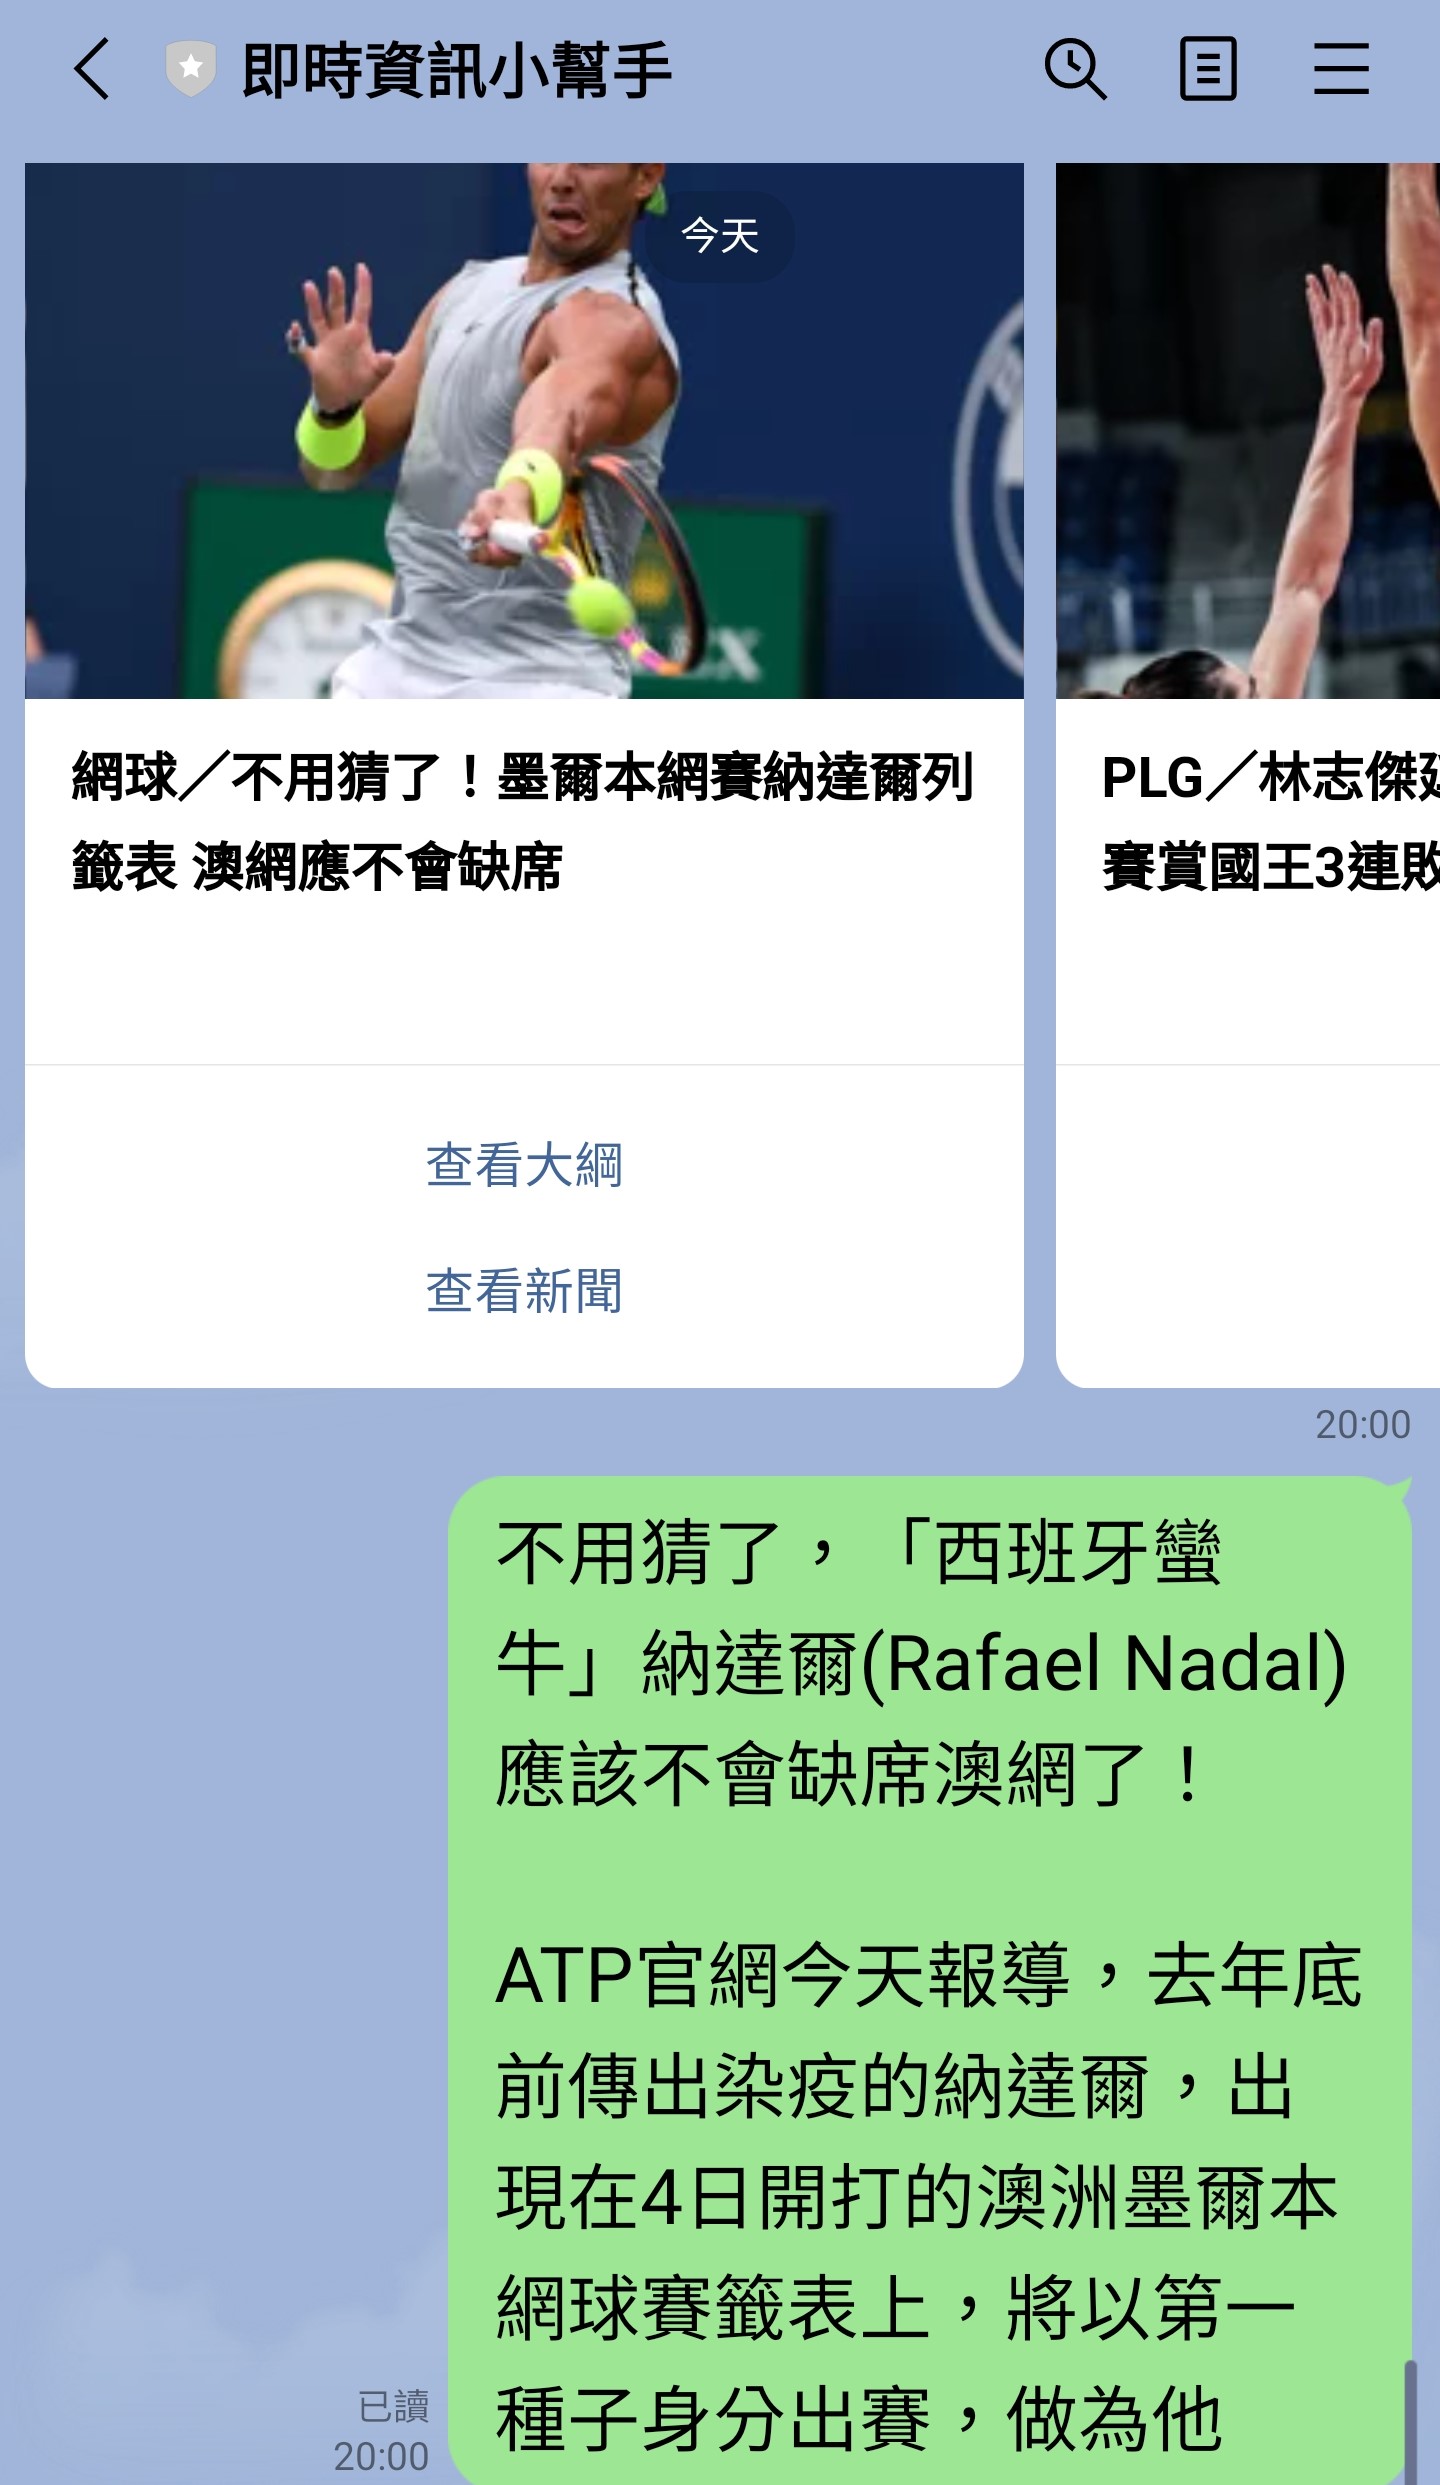 即時資訊小幫手
今天
網球／不用猜了！墨爾本網賽納達爾列
籤表 澳網應不會缺席
查看大綱
查看新聞
PLG／林志傑
賽賞國王3連敗
20:00
不用猜了，「西班牙蠻
牛」納達爾(Rafael Nadal)
應該不會缺席澳網了！
ATP官網今天報導，去年底
前傳出染疫的納達爾，出
現在4日開打的澳洲墨爾本
網球賽籤表上，將以第一
種子身分出賽，做為他
已讀
20:00